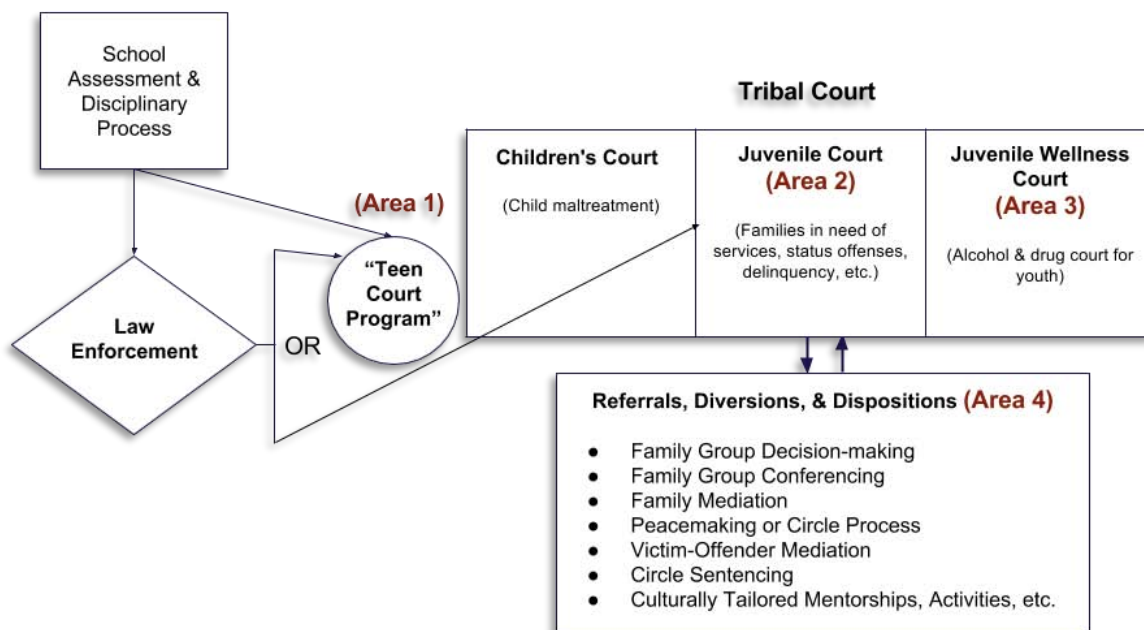 School
Assessment &
Disciplinary
Process
Tribal Court
Children's Court
(Child maltreatment)
Juvenile Court
(Area 2)
(Families in need of
services, status offenses,
delinquency, etc.)
Juvenile Wellness
Court
(Area 3)
(Alcohol & drug court for
youth)
(Area 1)
“Teen
Court
Program”
Law
Enforcement
OR
Referrals, Diversions, & Dispositions (Area 4)
● Family Group Decision-making
● Family Group Conferencing
● Family Mediation
● Peacemaking or Circle Process
● Victim-Offender Mediation
● Circle Sentencing
● Culturally Tailored Mentorships, Activities, etc.